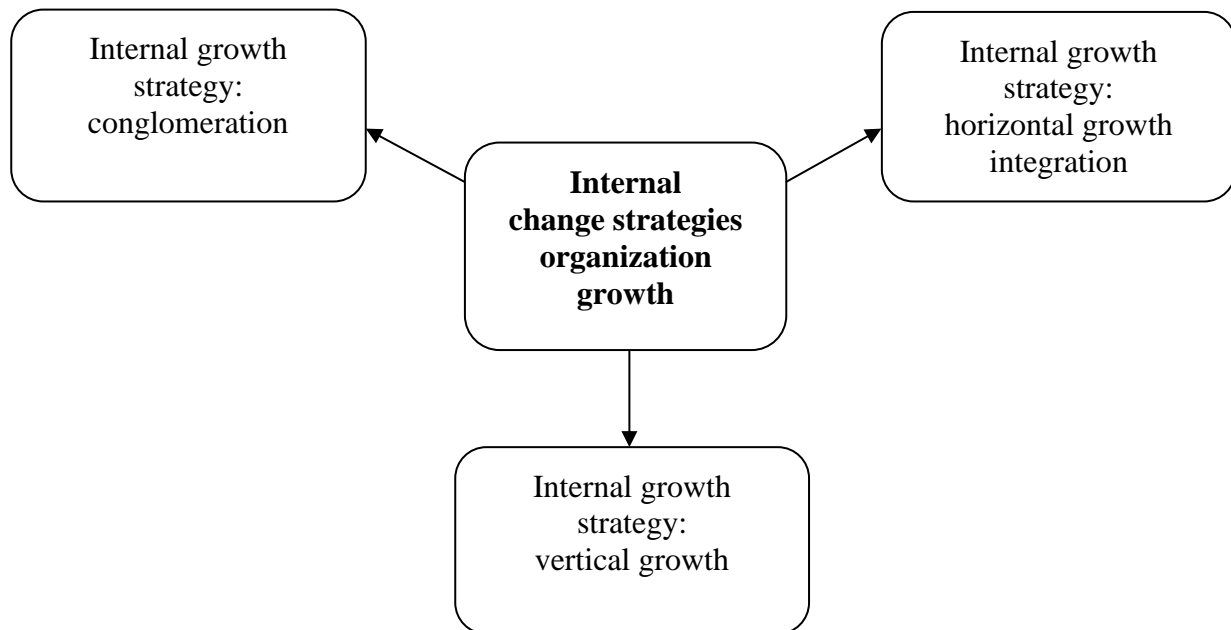 Internal growth
strategy:
conglomeration
Internal growth
strategy:
horizontal growth
integration
Internal
change strategies
organization
growth
Internal growth
strategy:
vertical growth